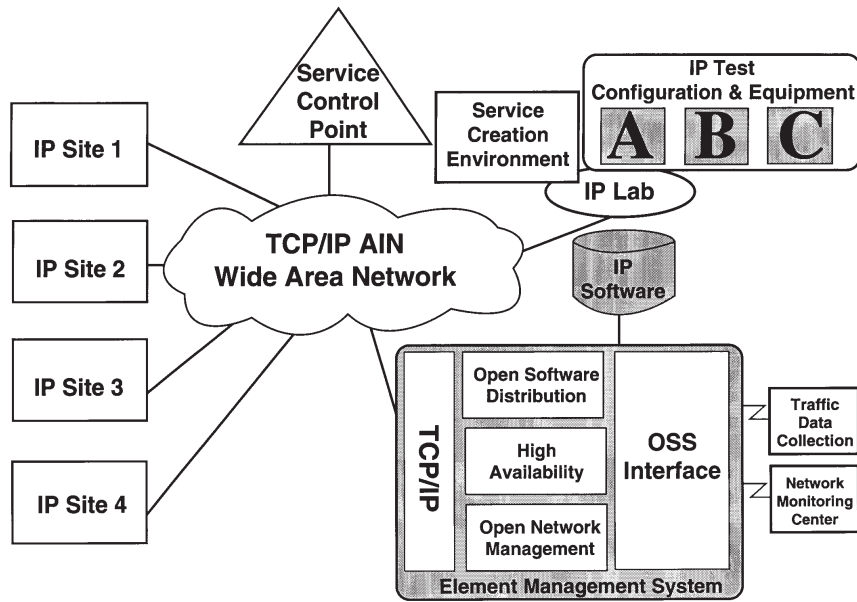 Service
Control
Point
Service
Creation
Environment
IP Test
Configuration & Equipment
A B C
IP Lab
IP Site 1
IP Site 2
IP Site 3
IP Site 4
TCP/IP AIN
Wide Area Network
IP
Software
TCP/IP
Open Software
Distribution
High
Availability
Open Network
Management
OSS
Interface
Element Management System
Traffic
Data
Collection
Network
Monitoring
Center